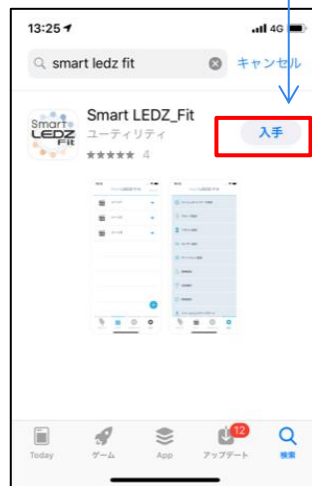 13:25
4G
smart ledz fit
キャンセル
Smart
LEDZ
Fit
Smart LEDZ_Fit
ユーティリティ
★★★★★ 4
入手
Today
ゲーム
App
12
アップデート
検索